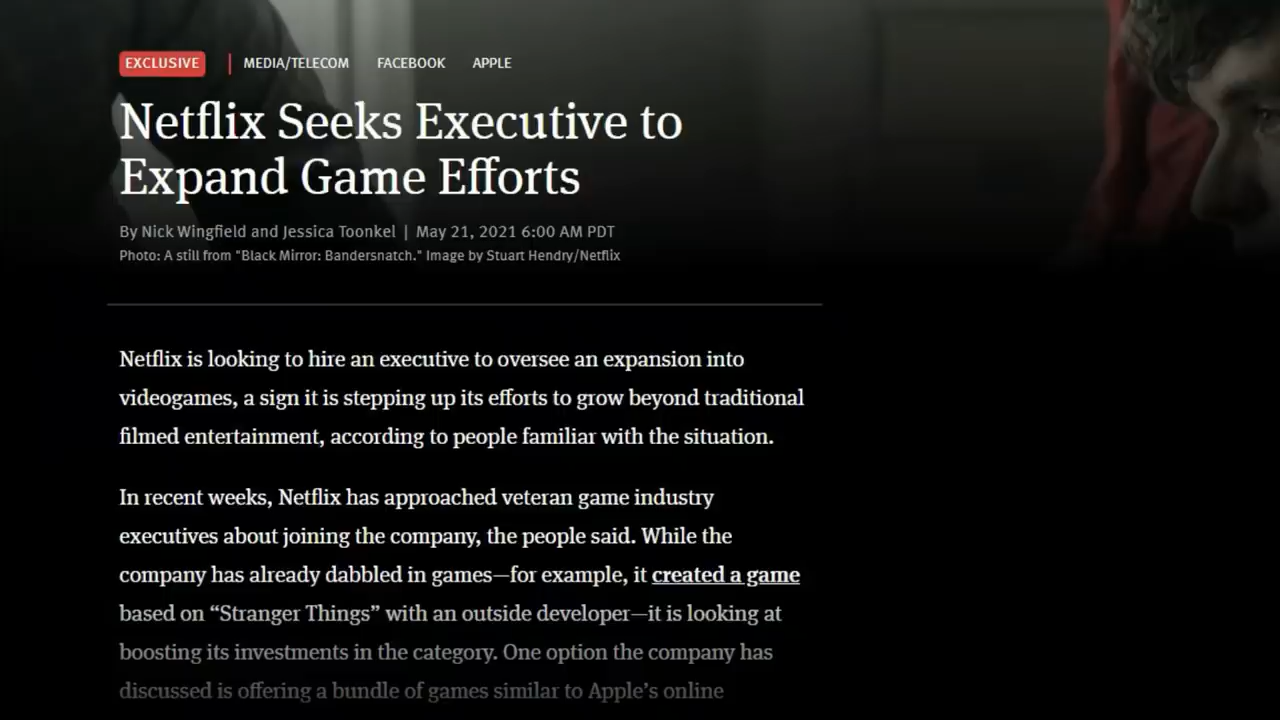 EXCLUSIVE | MEDIA/TELECOM FACEBOOK APPLE
Netflix Seeks Executive to
Expand Game Efforts
By Nick Wingfield and Jessica Toonkel | May 21, 2021 6:00 AM PDT
Photo: A still from "Black Mirror: Bandersnatch." Image by Stuart Hendry/Netflix
Netflix is looking to hire an executive to oversee an expansion into
videogames, a sign it is stepping up its efforts to grow beyond traditional
filmed entertainment, according to people familiar with the situation.
In recent weeks, Netflix has approached veteran game industry
executives about joining the company, the people said. While the
company has already dabbled in games—for example, it created a game
based on “Stranger Things” with an outside developer—it is looking at
boosting its investments in the category. One option the company has
discussed is offering a bundle of games similar to Apple’s online